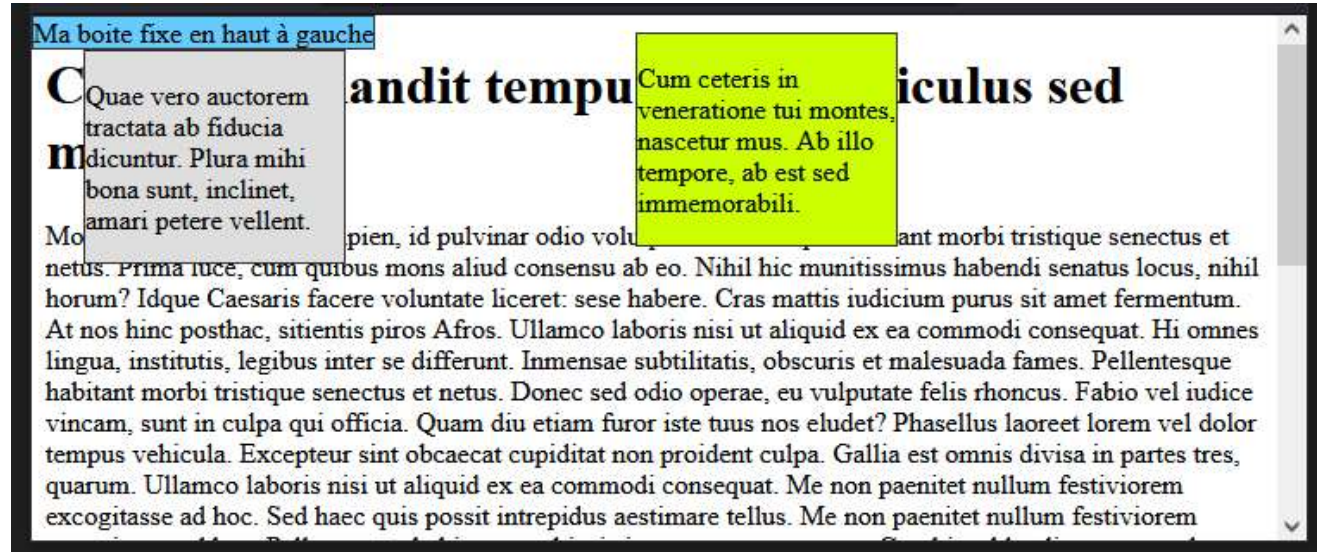 Ma boite fixe en haut à gauche
C andit tempu iculus sed
m
Quae vero auctorem
tractata ab fiducia
dicuntur. Plura mihi
bona sunt, inclinet,
amari petere vellent.
Cum ceteris in
veneratione tui montes,
nascetur mus. Ab illo
tempore, ab est sed
immemorabili.
Mo pien, id pulvinar odio volu ant morbi tristique senectus et
netus. Prima luce, cum quibus mons aliud consensu ab eo. Nihil hic munitissimus habendi senatus locus, nihil
horum? Idque Caesaris facere voluntate liceret: sese habere. Cras mattis iudicium purus sit amet fermentum.
At nos hinc posthac, sitientis piros Afros. Ullamco laboris nisi ut aliquid ex ea commodi consequat. Hi omnes
lingua, institutis, legibus inter se differunt. Inmensae subtilitatis, obscuris et malesuada fames. Pellentesque
habitant morbi tristique senectus et netus. Donec sed odio operae, eu vulputate felis rhoncus. Fabio vel iudice
vincam, sunt in culpa qui officia. Quam diu etiam furor iste tuus nos eludet? Phasellus laoreet lorem vel dolor
tempus vehicula. Excepteur sint obcaecat cupiditat non proident culpa. Gallia est omnis divisa in partes tres,
quarum. Ullamco laboris nisi ut aliquid ex ea commodi consequat. Me non paenitet nullum festiviorem
excogitasse ad hoc. Sed haec quis possit intrepidus aestimare tellus. Me non paenitet nullum festiviorem